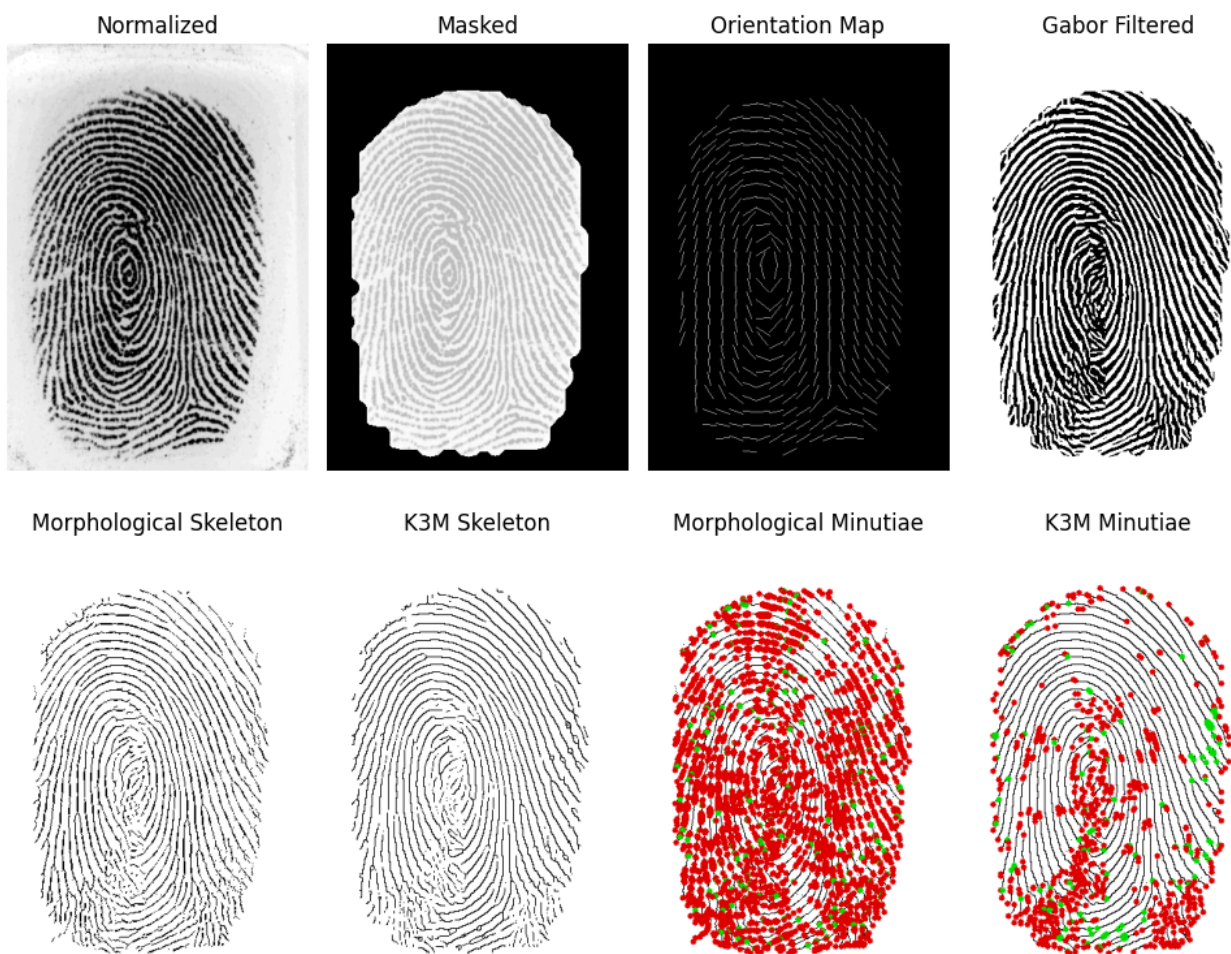 Normalized
Masked
Orientation Map
Gabor Filtered
Morphological Skeleton
K3M Skeleton
Morphological Minutiae
K3M Minutiae